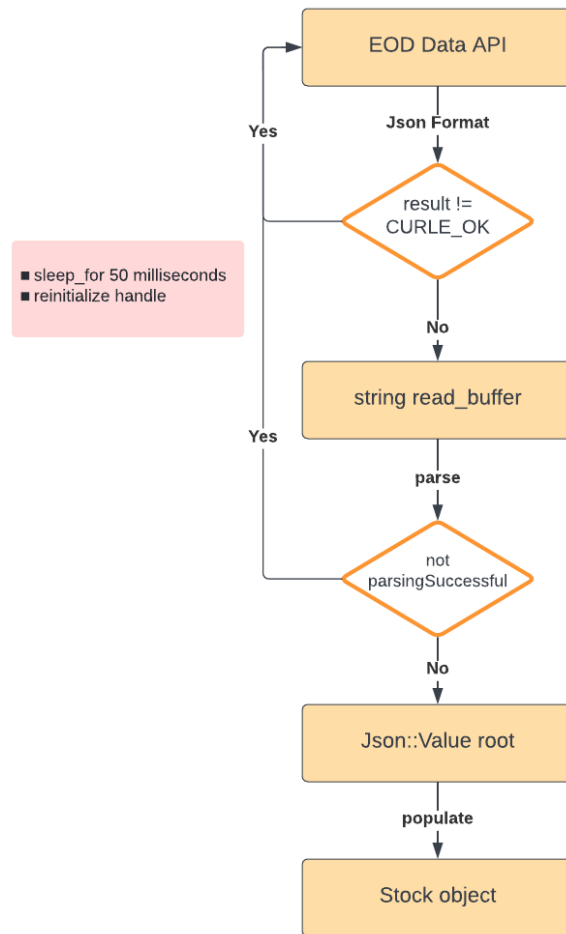 EOD Data API
Json Format
Yes
result !=
CURLE_OK
■ sleep_for 50 milliseconds
■ reinitialize handle
No
string read_buffer
Yes
parse
not
parsingSuccessful
No
Json::Value root
populate
Stock object